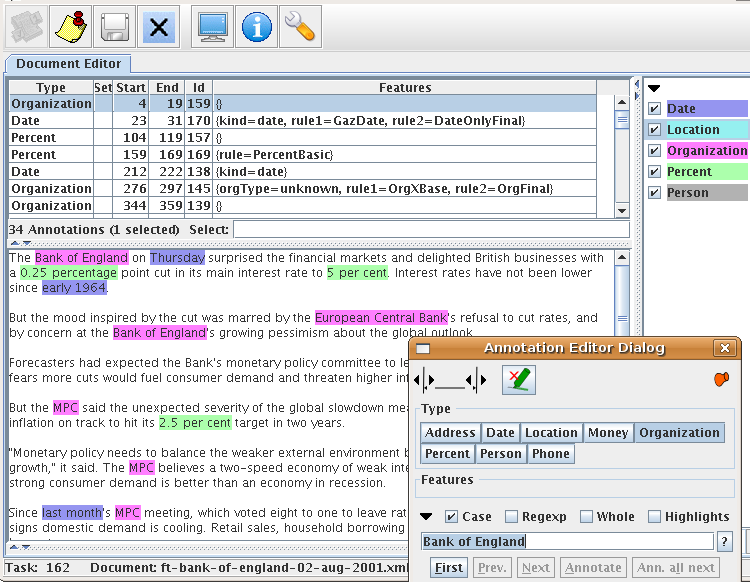 Document Editor
Type Set Start End Id Features
Organization 4 19 159 {}
Date 23 31 170 {kind=date, rule1=GazDate, rule2=DateOnlyFinal}
Percent 104 119 157 {}
Percent 159 169 169 {rule=PercentBasic}
Date 212 222 138 {kind=date}
Organization 276 297 145 {orgType=unknown, rule1=OrgXBase, rule2=OrgFinal}
Organization 344 359 139 {}
34 Annotations (1 selected) Select:
Date
Location
Organization
Percent
Person
The Bank of England on Thursday surprised the financial markets and delighted British businesses with
a 0.25 percentage point cut in its main interest rate to 5 per cent. Interest rates have not been lower
since early 1964.
But the mood inspired by the cut was marred by the European Central Bank's refusal to cut rates, and
by concern at the Bank of England's growing pessimism about the global outlook.
Forecasters had expected the Bank's monetary policy committee to le
fears more cuts would fuel consumer demand and threaten higher inf
But the MPC said the unexpected severity of the global slowdown mea
inflation on track to hit its 2.5 per cent target in two years.
"Monetary policy needs to balance the weaker external environment b
growth," it said. The MPC believes a two-speed economy of weak inte
strong consumer demand is better than an economy in recession.
Since last month's MPC meeting, which voted eight to one to leave rat
signs domestic demand is cooling. Retail sales, household borrowing
Task: 162 Document: ft-bank-of-england-02-aug-2001.xml
Annotation Editor Dialog
Type
Address Date Location Money Organization
Percent Person Phone
Features
Case Regexp Whole Highlights
Bank of England ?
First Prev. Next Annotate Ann. all next